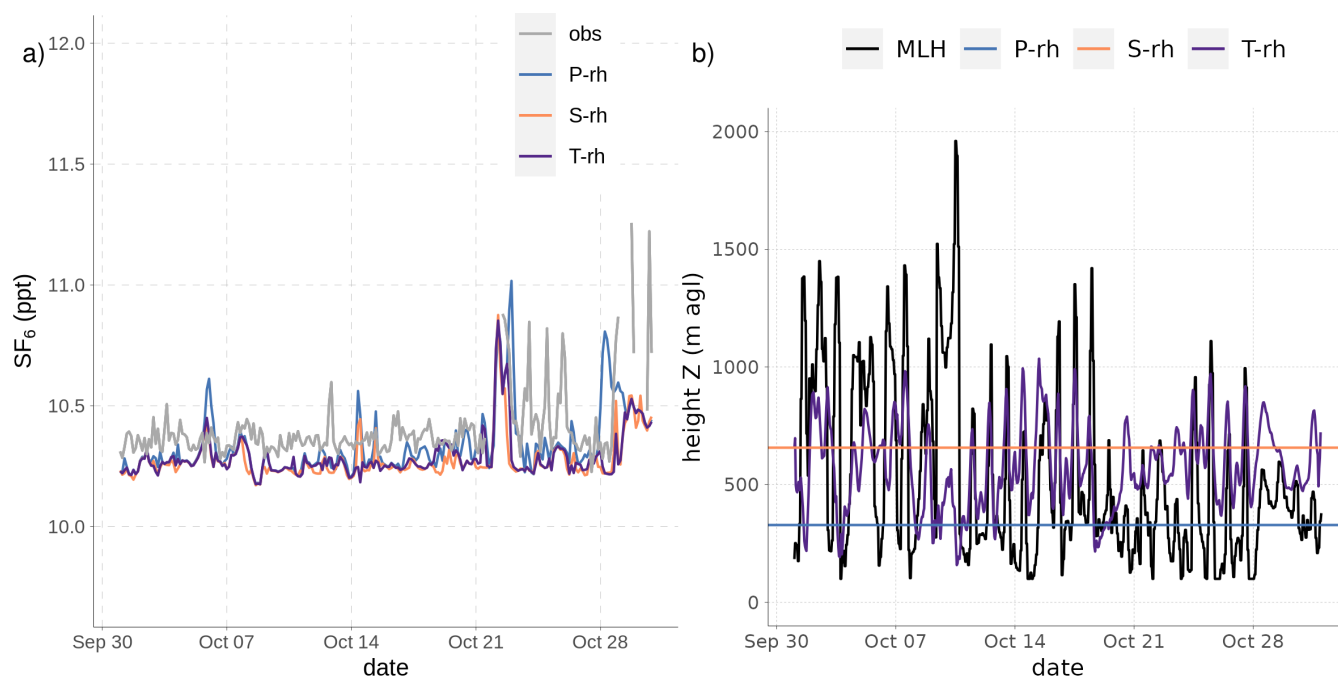 a)
obs
P-rh
S-rh
T-rh
12.0
11.5
11.0
10.5
10.0
SF6 (ppt)
Sep 30
Oct 07
Oct 14
Oct 21
Oct 28
date
b)
MLH
P-rh
S-rh
T-rh
2000
1500
1000
500
0
height Z (m agl)
Sep 30
Oct 07
Oct 14
Oct 21
Oct 28
date